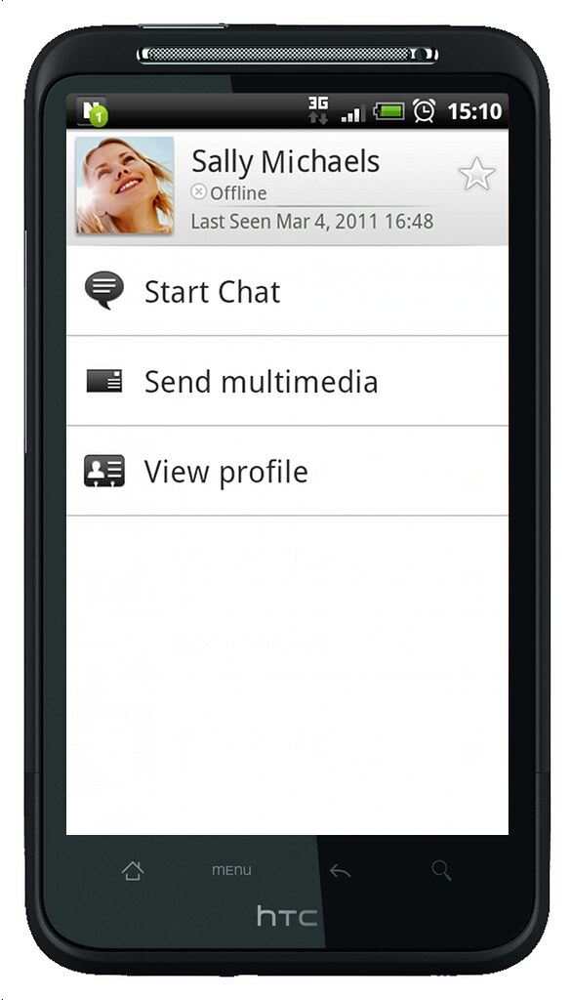 1
3G
15:10
Sally Michaels
Offline
Last Seen Mar 4, 2011 16:48
Start Chat
Send multimedia
View profile
MENU
hTC